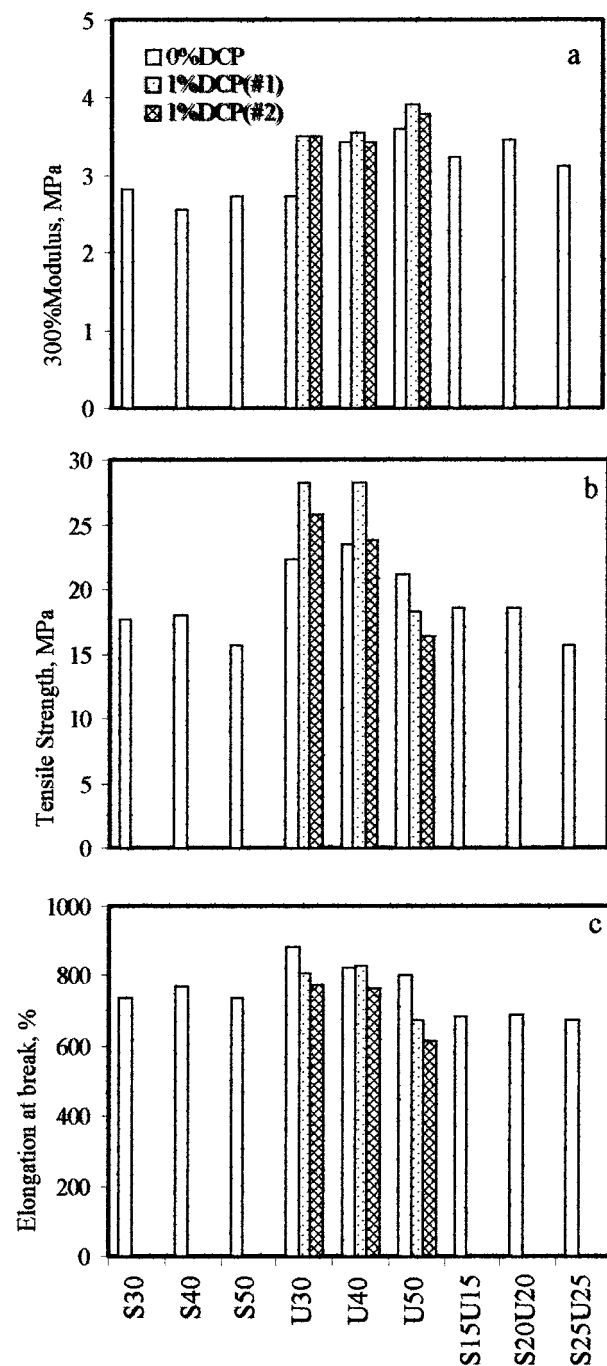 5
4
3
2
1
0
300%Modulus, MPa
0%DCP
1%DCP(#1)
1%DCP(#2)
a
30
25
20
15
10
5
0
Tensile Strength, MPa
b
1000
800
600
400
200
0
Elongation at break, %
c
S30
S40
S50
U30
U40
U50
S15U15
S20U20
S25U25